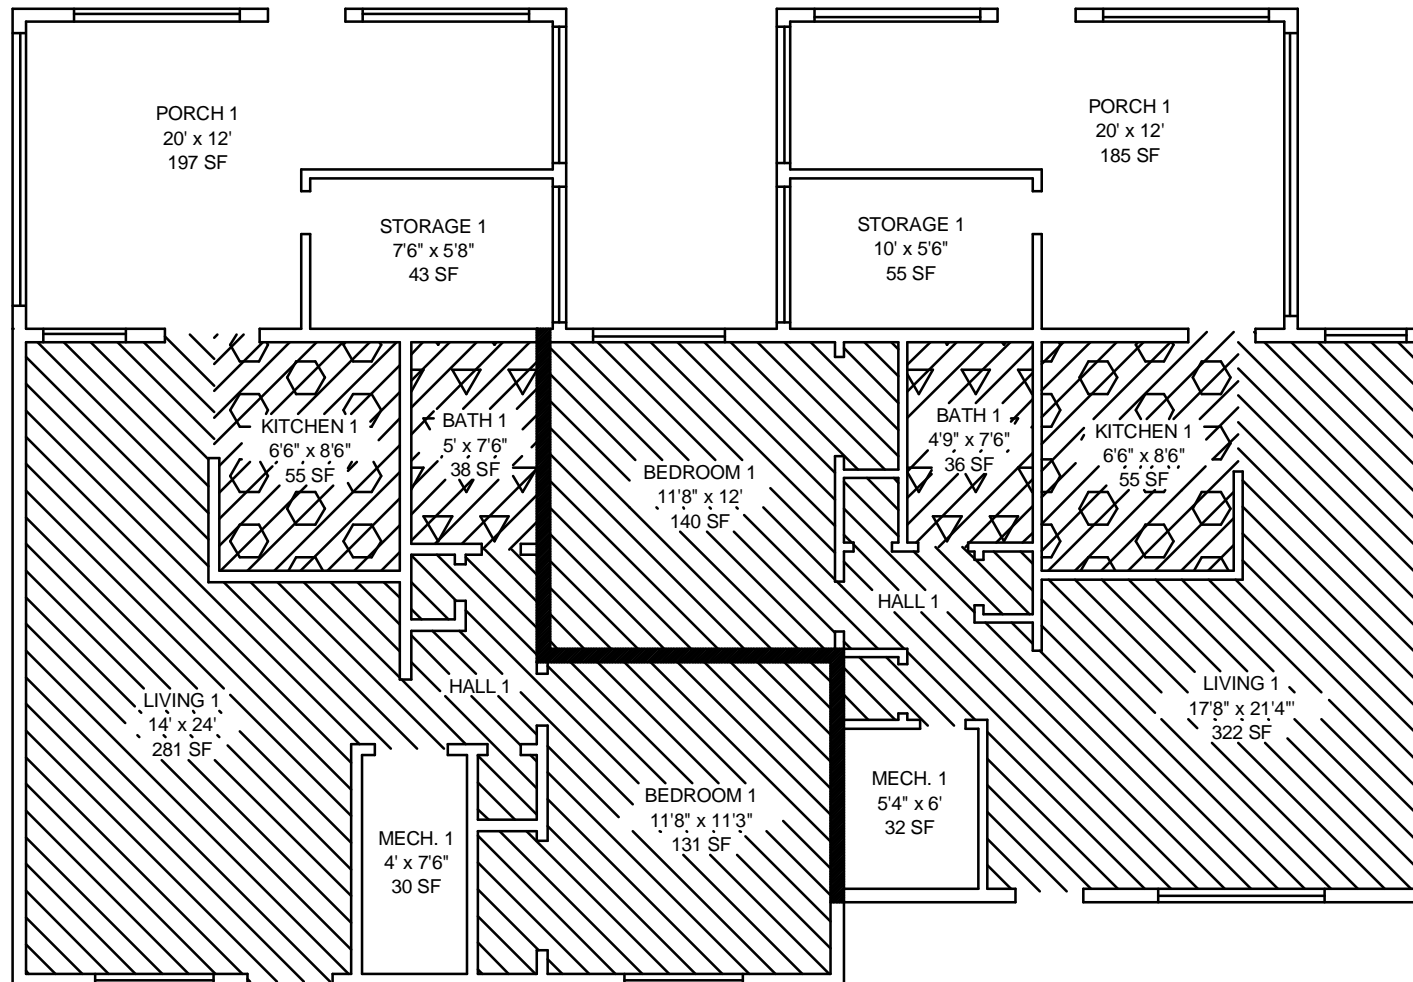 PORCH 1
20' x 12'
197 SF
PORCH 1
20' x 12'
185 SF
STORAGE 1
7'6" x 5'8"
43 SF
STORAGE 1
10' x 5'6"
55 SF
KITCHEN 1
6'6" x 8'6"
55 SF
BATH 1
5' x 7'6"
38 SF
BEDROOM 1
11'8" x 12'
140 SF
BATH 1
4'9" x 7'6"
36 SF
KITCHEN 1
6'6" x 8'6"
55 SF
HALL 1
HALL 1
LIVING 1
14' x 24'
281 SF
LIVING 1
17'8" x 21'4"
322 SF
BEDROOM 1
11'8" x 11'3"
131 SF
MECH. 1
5'4" x 6'
32 SF
MECH. 1
4' x 7'6"
30 SF